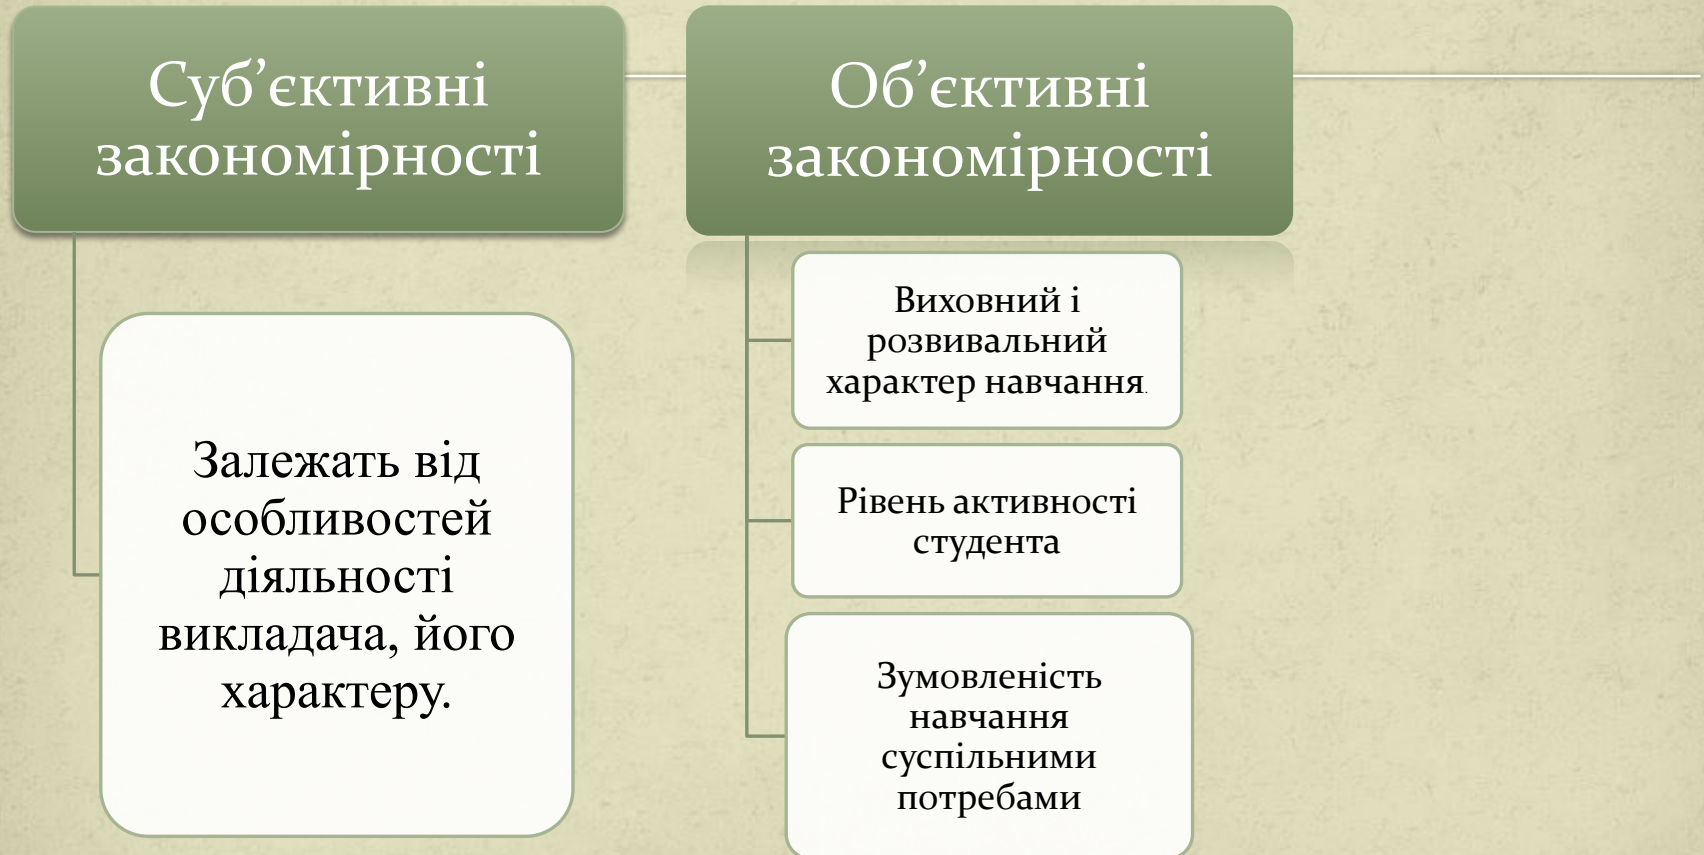 Суб’єктивні
закономірності
Залежать від
особливостей
діяльності
викладача, його
характеру.
Об’єктивні
закономірності
Виховний і
розвивальний
характер навчання.
Рівень активності
студента
Зумовленість
навчання
суспільними
потребами